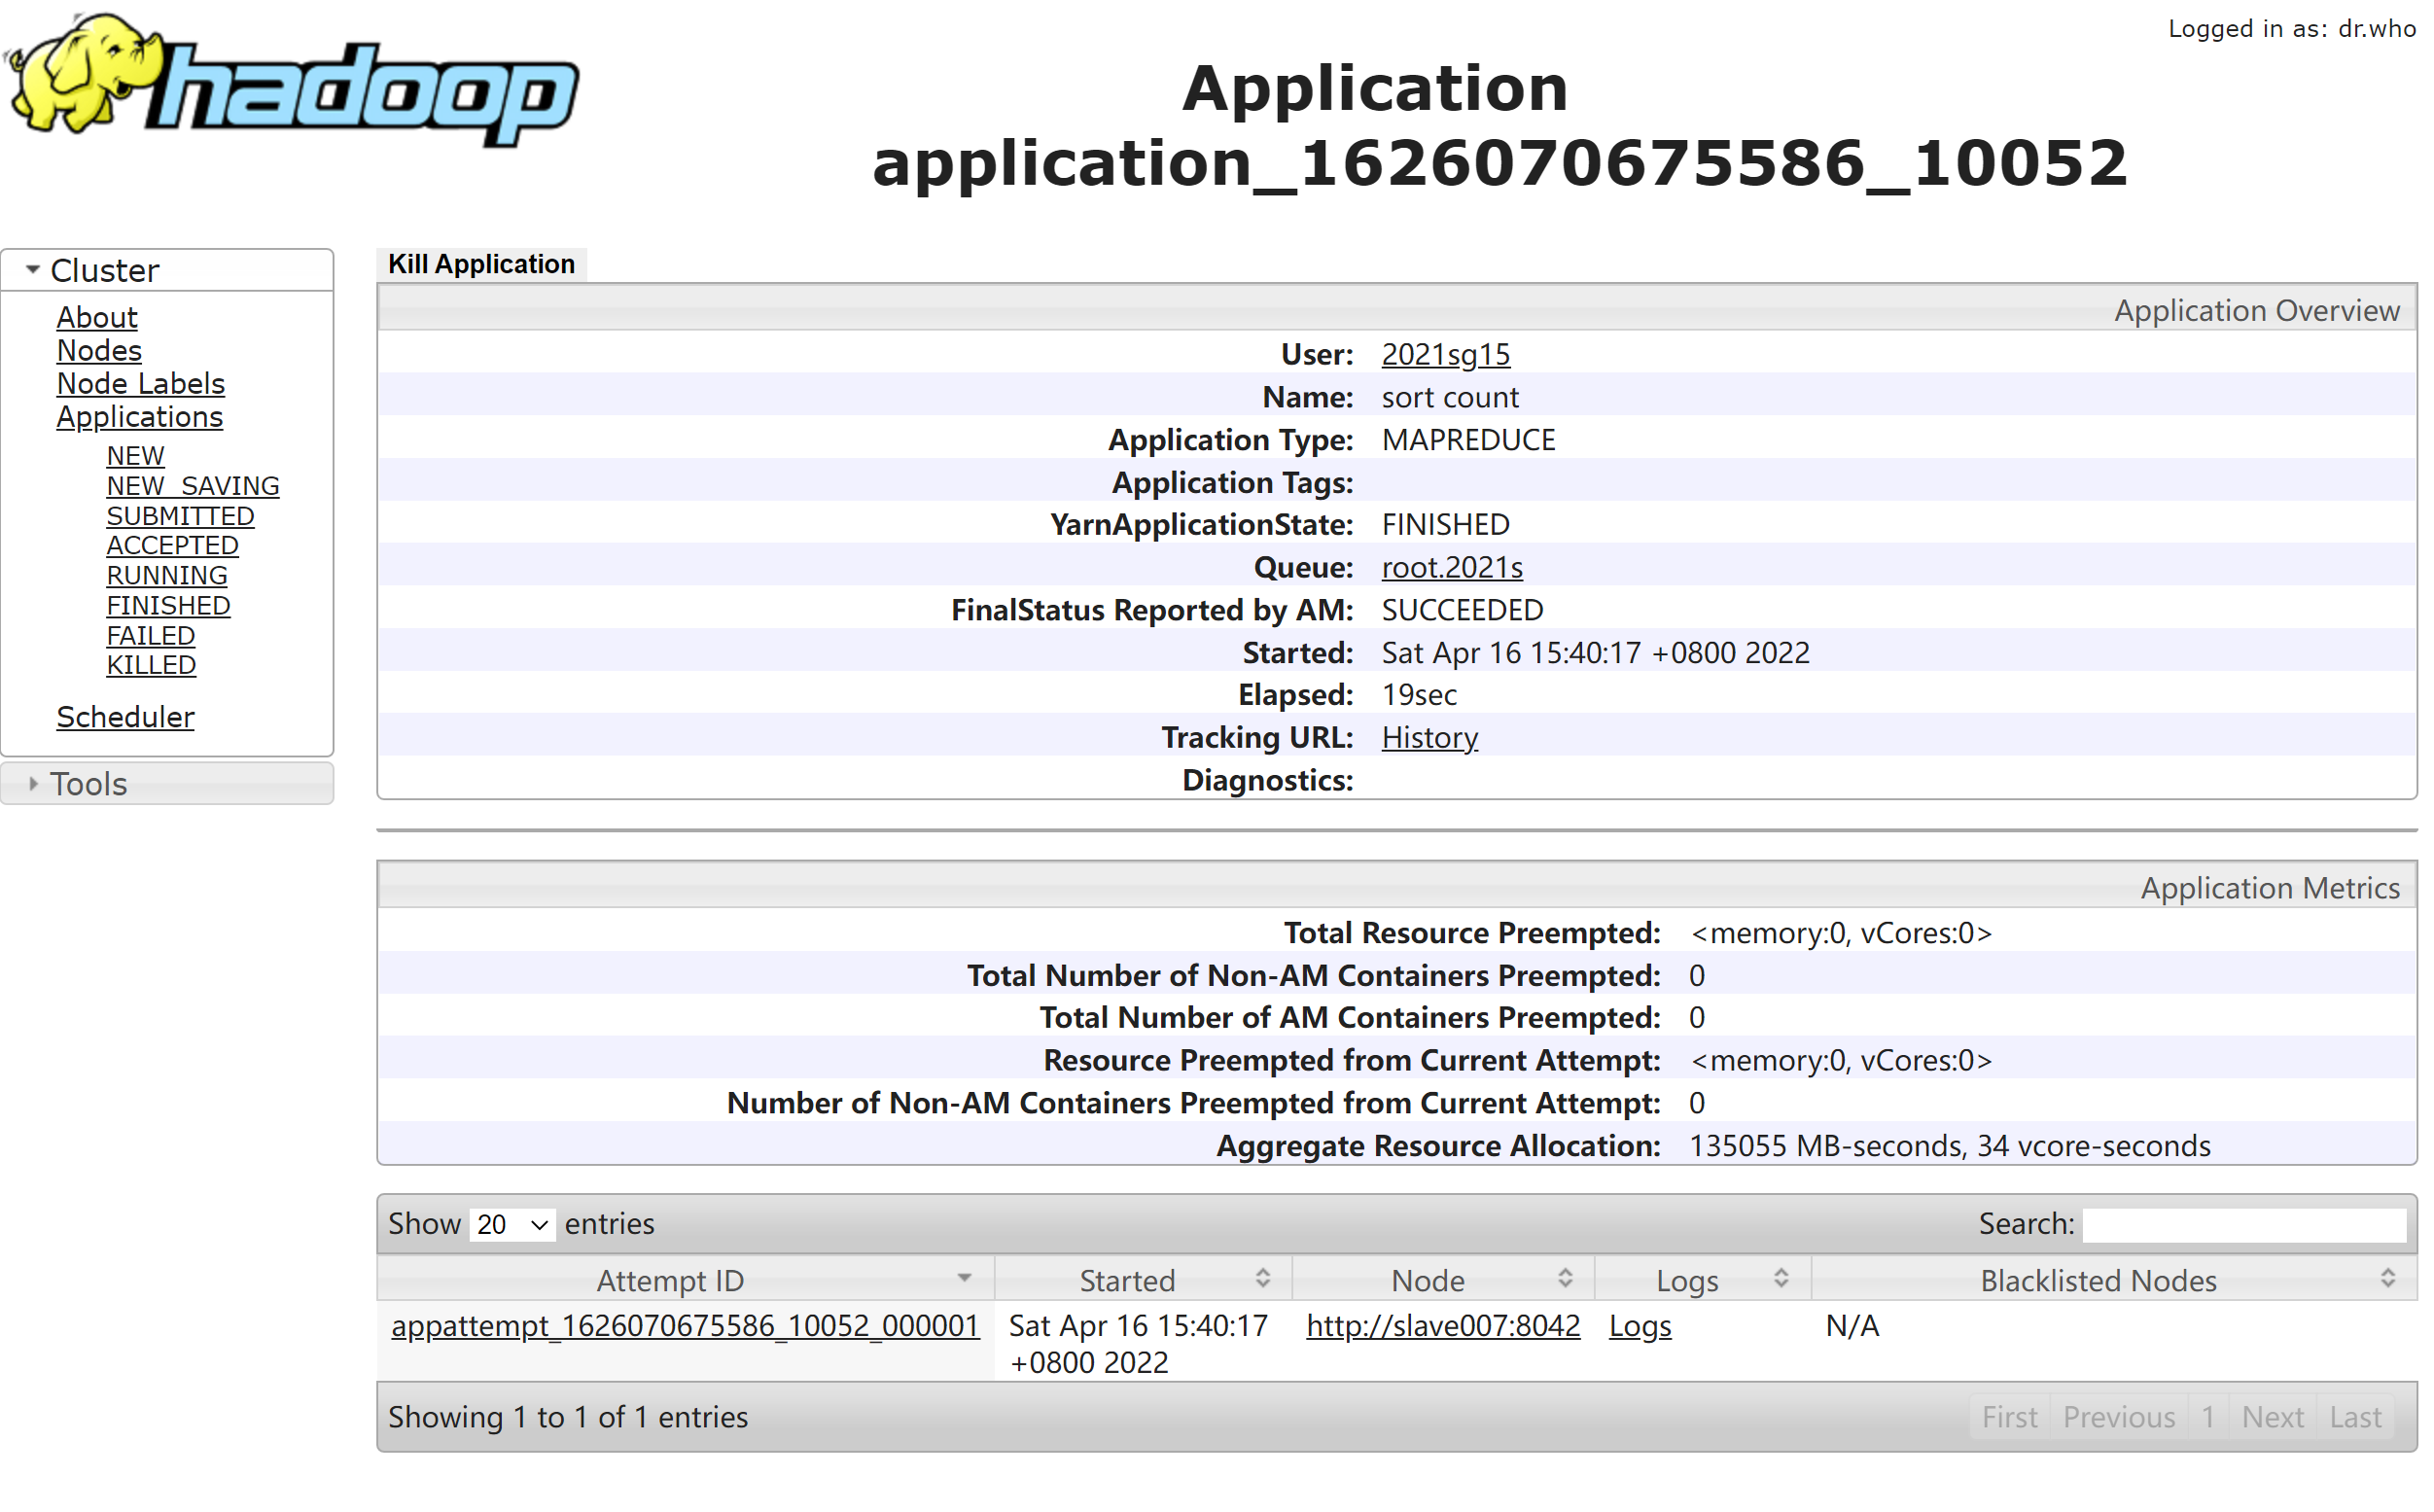 hadoop
Logged in as: dr.who
Application
application_1626070675586_10052
Cluster
About
Nodes
Node Labels
Applications
NEW
NEW_SAVING
SUBMITTED
ACCEPTED
RUNNING
FINISHED
FAILED
KILLED
Scheduler
Tools
Kill Application
Application Overview
User: 2021sg15
Name: sort count
Application Type: MAPREDUCE
Application Tags:
YarnApplicationState: FINISHED
Queue: root.2021s
FinalStatus Reported by AM: SUCCEEDED
Started: Sat Apr 16 15:40:17 +0800 2022
Elapsed: 19sec
Tracking URL: History
Diagnostics:
Application Metrics
Total Resource Preempted: <memory:0, vCores:0>
Total Number of Non-AM Containers Preempted: 0
Total Number of AM Containers Preempted: 0
Resource Preempted from Current Attempt: <memory:0, vCores:0>
Number of Non-AM Containers Preempted from Current Attempt: 0
Aggregate Resource Allocation: 135055 MB-seconds, 34 vcore-seconds
Show 20 entries Search:
Attempt ID Started Node Logs Blacklisted Nodes
appattempt_1626070675586_10052_000001 Sat Apr 16 15:40:17 http://slave007:8042 Logs N/A
+0800 2022
Showing 1 to 1 of 1 entries First Previous 1 Next Last